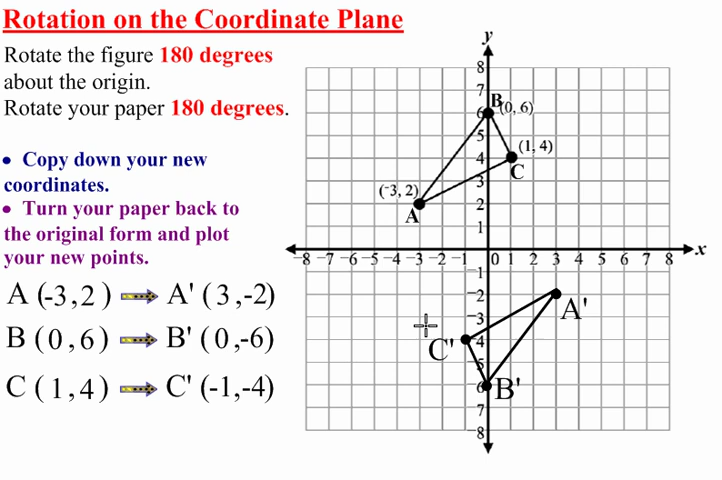 Rotation on the Coordinate Plane
Rotate the figure 180 degrees
about the origin.
Rotate your paper 180 degrees.
• Copy down your new
coordinates.
• Turn your paper back to
the original form and plot
your new points.
A (-3,2) A' (3,-2)
B (0,6) B' (0,-6)
C (1,4) C' (-1,-4)
y
8
7
B (0, 6)
6
5
(1, 4)
4
C
3
(⁻3, 2)
2
A
1
x
-8 -7 -6 -5 -4 -3 -2 -1 0 1 2 3 4 5 6 7 8
-1
-2
A'
-3
C'
-4
-5
6
B'
7
-8